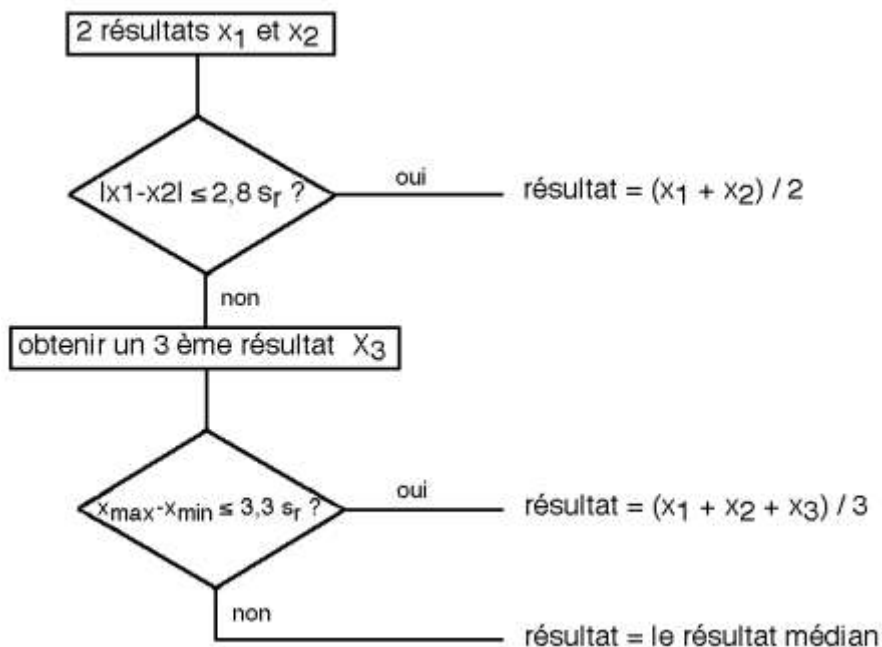 2 résultats x1 et x2
|x1-x2| ≤ 2,8 sr ?
oui
résultat = (x1 + x2) / 2
non
obtenir un 3 ème résultat X3
xmax-xmin ≤ 3,3 sr ?
oui
résultat = (x1 + x2 + x3) / 3
non
résultat = le résultat médian